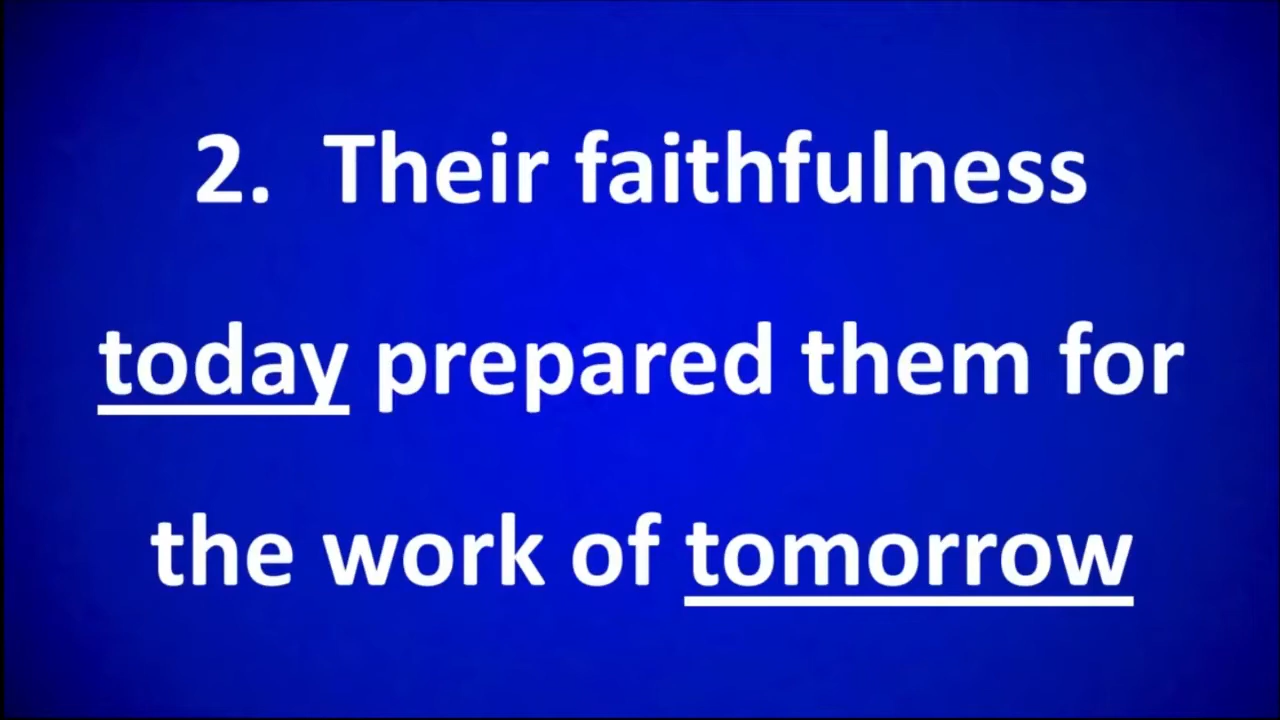 2. Their faithfulness
today prepared them for
the work of tomorrow